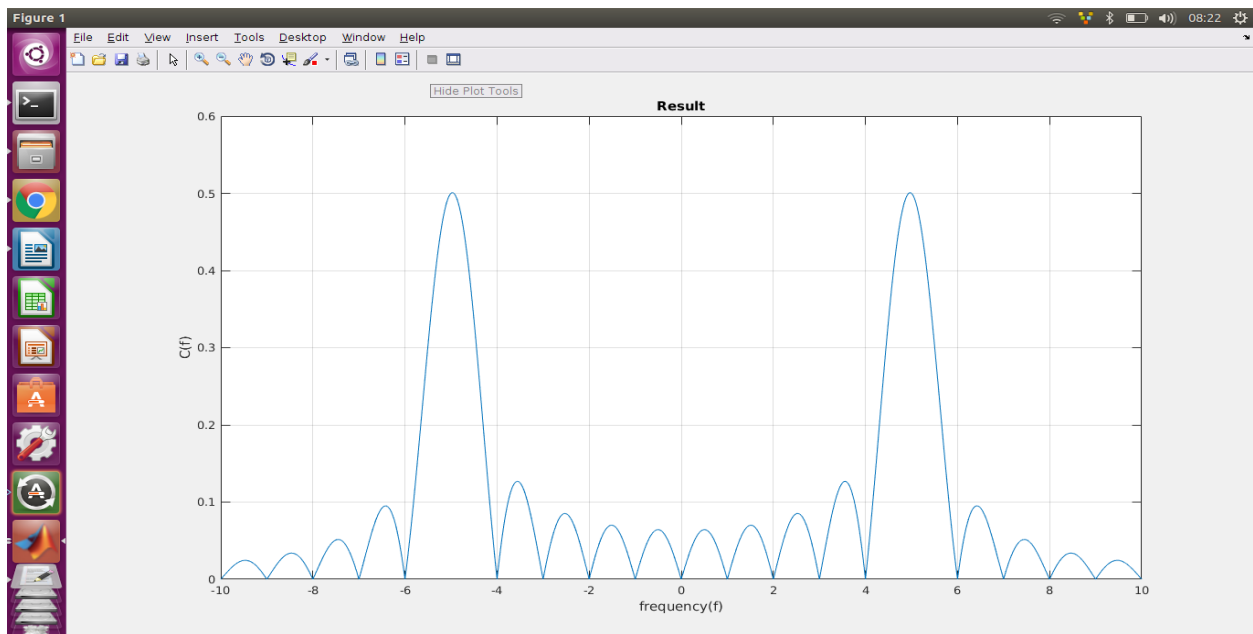 Figure 1
08:22
File Edit View Insert Tools Desktop Window Help
Hide Plot Tools
Result
0.6
0.5
0.4
0.3
0.2
0.1
0
C(f)
-10 -8 -6 -4 -2 0 2 4 6 8 10
frequency(f)